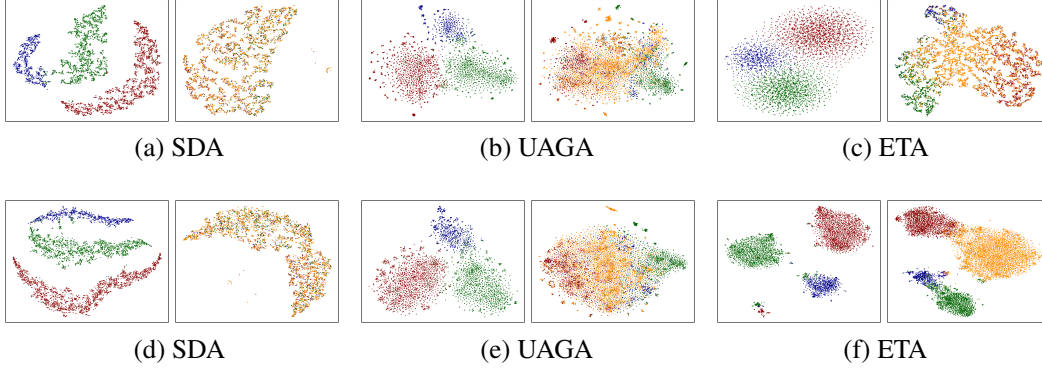 (a) SDA
(b) UAGA
(c) ETA
(d) SDA
(e) UAGA
(f) ETA